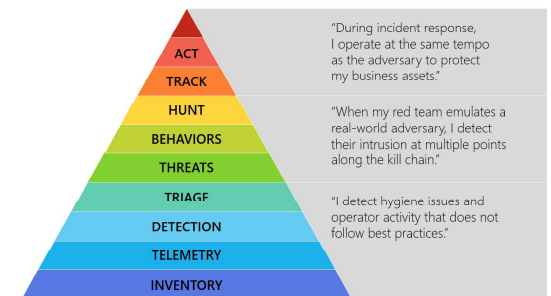 ACT
TRACK
HUNT
BEHAVIORS
THREATS
TRIAGE
DETECTION
TELEMETRY
INVENTORY
“During incident response,
I operate at the same tempo
as the adversary to protect
my business assets.”
“When my red team emulates a
real-world adversary, I detect
their intrusion at multiple points
along the kill chain.”
“I detect hygiene issues and
operator activity that does not
follow best practices.”